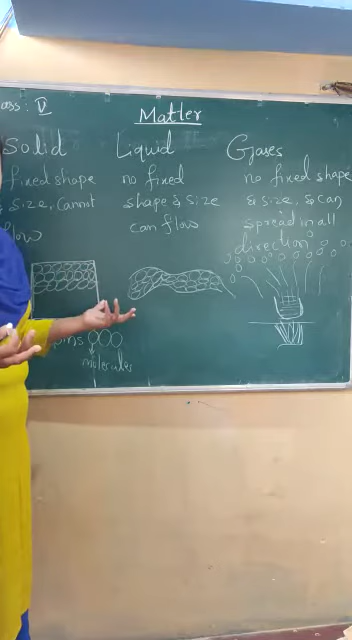 ass: V
Matter
Solid Liquid Gases
fixed shape no fixed no fixed shape
& size, Cannot shape & size & size, & can
flow can flow spread in all
direction
molecules